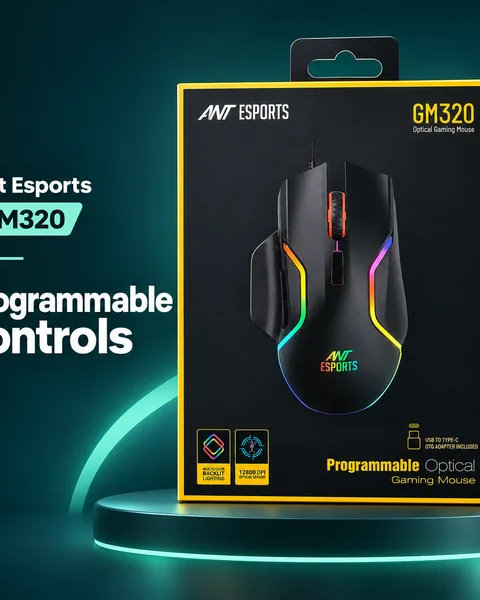 t Esports
M320
ogrammable
ontrols
ANT ESPORTS
GM320
Optical Gaming Mouse
ANT
ESPORTS
USB TO TYPE-C
OTG ADAPTER INCLUDED
MULTICOLOR
BACKLIT
LIGHTING
12800 DPI
OPTICAL SENSOR
Programmable Optical
Gaming Mouse